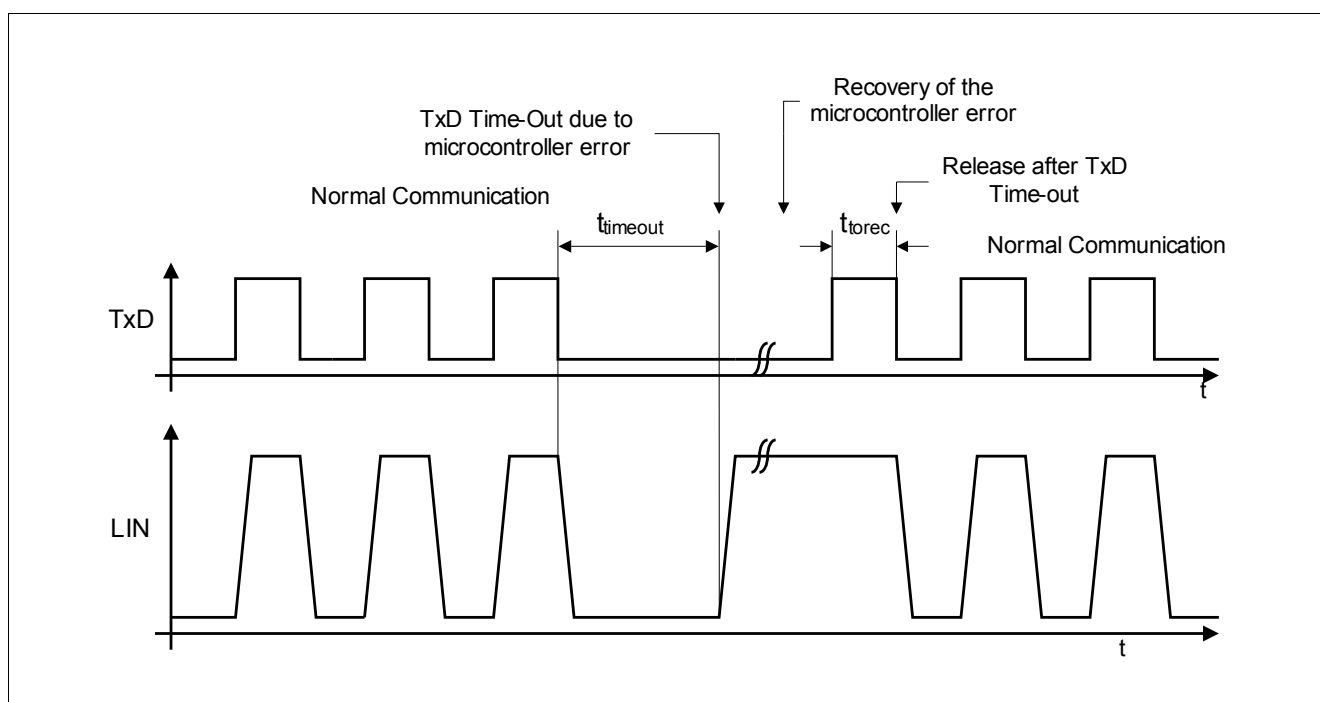 Recovery of the
microcontroller error
TxD Time-Out due to
microcontroller error
Release after TxD
Time-out
Normal Communication
ttimeout
ttorec
Normal Communication
TxD
t
LIN
t